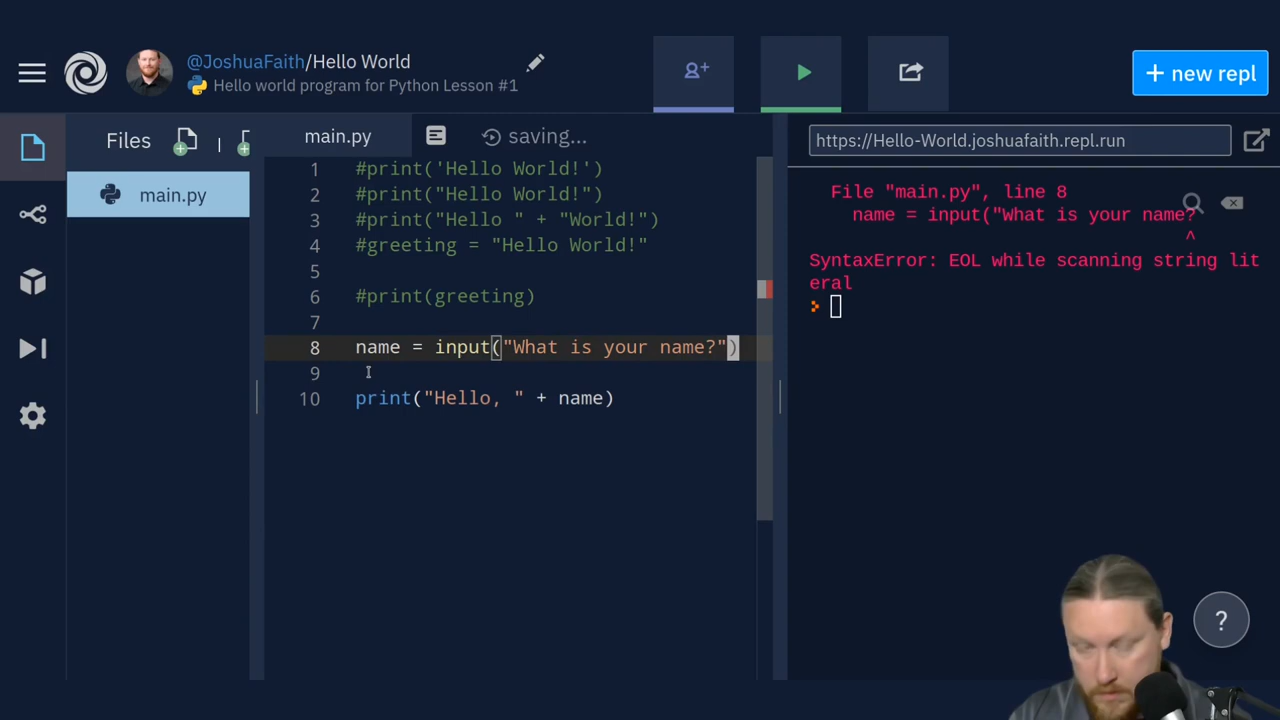 @JoshuaFaith/Hello World
Hello world program for Python Lesson #1
+ new repl
Files
main.py
saving...
https://Hello-World.joshuafaith.repl.run
main.py
1 #print('Hello World!')
2 #print("Hello World!")
3 #print("Hello " + "World!")
4 #greeting = "Hello World!"
5
6 #print(greeting)
7
8 name = input("What is your name?")
9
10 print("Hello, " + name)
File "main.py", line 8
name = input("What is your name?
^
SyntaxError: EOL while scanning string lit
eral
?